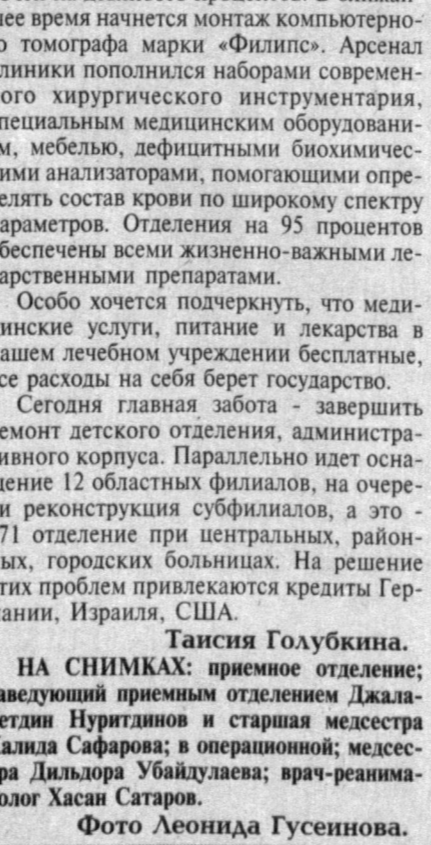 нее время начнется монтаж компьютерно-
о томографа марки «Филипс». Арсенал
линики пополнился наборами современ-
ого хирургического инструментария,
пециальным медицинским оборудовани-
м, мебелью, дефицитными биохимичес-
ими анализаторами, помогающими опре-
елять состав крови по широкому спектру
араметров. Отделения на 95 процентов
беспечены всеми жизненно-важными ле-
арственными препаратами.
Особо хочется подчеркнуть, что меди-
инские услуги, питание и лекарства в
ашем лечебном учреждении бесплатные,
се расходы на себя берет государство.
Сегодня главная забота - завершить
емонт детского отделения, администра-
ивного корпуса. Параллельно идет осна-
щение 12 областных филиалов, на очере-
и реконструкция субфилиалов, а это -
71 отделение при центральных, район-
ых, городских больницах. На решение
тих проблем привлекаются кредиты Гер-
ании, Израиля, США.
Таисия Голубкина.
НА СНИМКАХ: приемное отделение;
аведующий приемным отделением Джала-
етдин Нуритдинов и старшая медсестра
алида Сафарова; в операционной; медсес-
ра Дильдора Убайдулаева; врач-реанима-
олог Хасан Сатаров.
Фото Леонида Гусеинова.